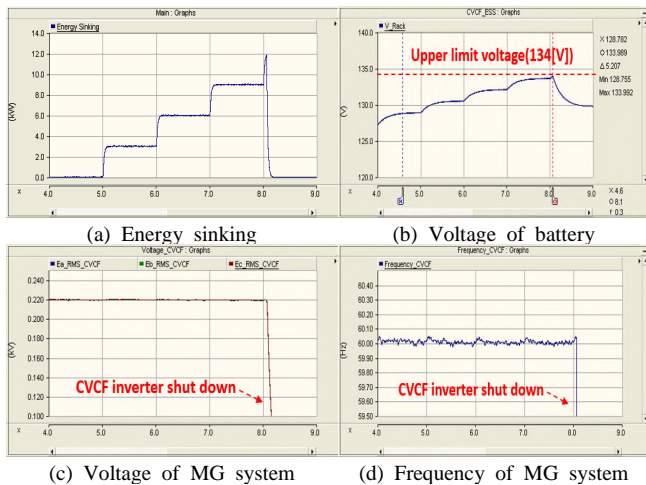 Main : Graphs
Energy Sinking
14.0
12.0
10.0
8.0
6.0
4.0
2.0
0.0
(kW)
x
4.0 5.0 6.0 7.0 8.0 9.0
(a) Energy sinking
CVCF_ESS : Graphs
V_Rack
Upper limit voltage(134[V])
140.0
135.0
130.0
125.0
120.0
(V)
X 128.782
O 133.989
Δ 5.207
Min 128.755
Max 133.992
x
4.0 5.0 6.0 7.0 8.0 9.0
X 4.6
O 8.1
f 0.3
(b) Voltage of battery
Voltage_CVCF : Graphs
Ea_RMS_CVCF Eb_RMS_CVCF Ec_RMS_CVCF
0.240
0.220
0.200
0.180
0.160
0.140
0.120
0.100
(kV)
CVCF inverter shut down
x
4.0 5.0 6.0 7.0 8.0 9.0
(c) Voltage of MG system
Frequency_CVCF : Graphs
Frequency_CVCF
60.40
60.20
60.00
59.80
59.60
59.50
(Hz)
CVCF inverter shut down
x
4.0 5.0 6.0 7.0 8.0 9.0
(d) Frequency of MG system